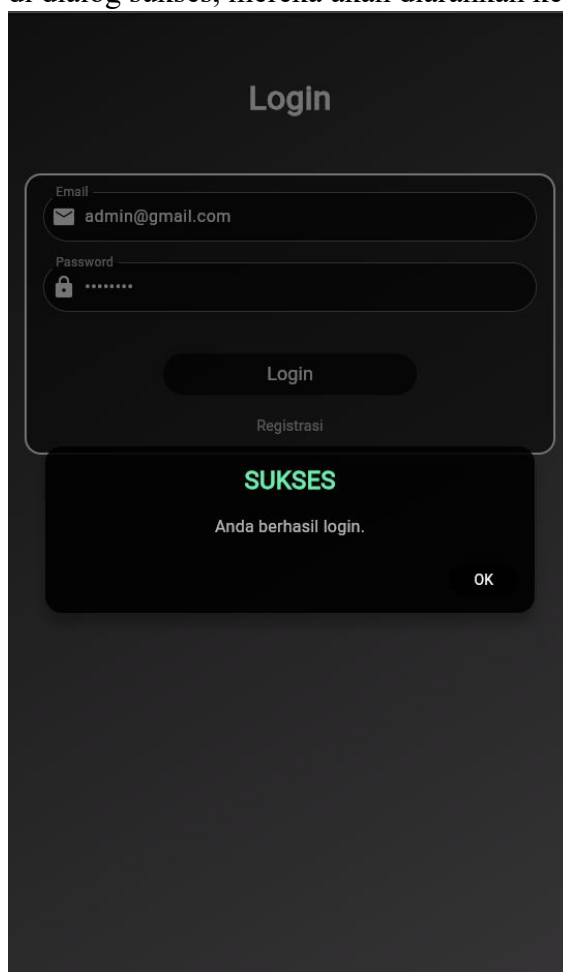 di dialog sukses, mereka akan diarahkan ke
Login
Email
admin@gmail.com
Password
········
Login
Registrasi
SUKSES
Anda berhasil login.
OK